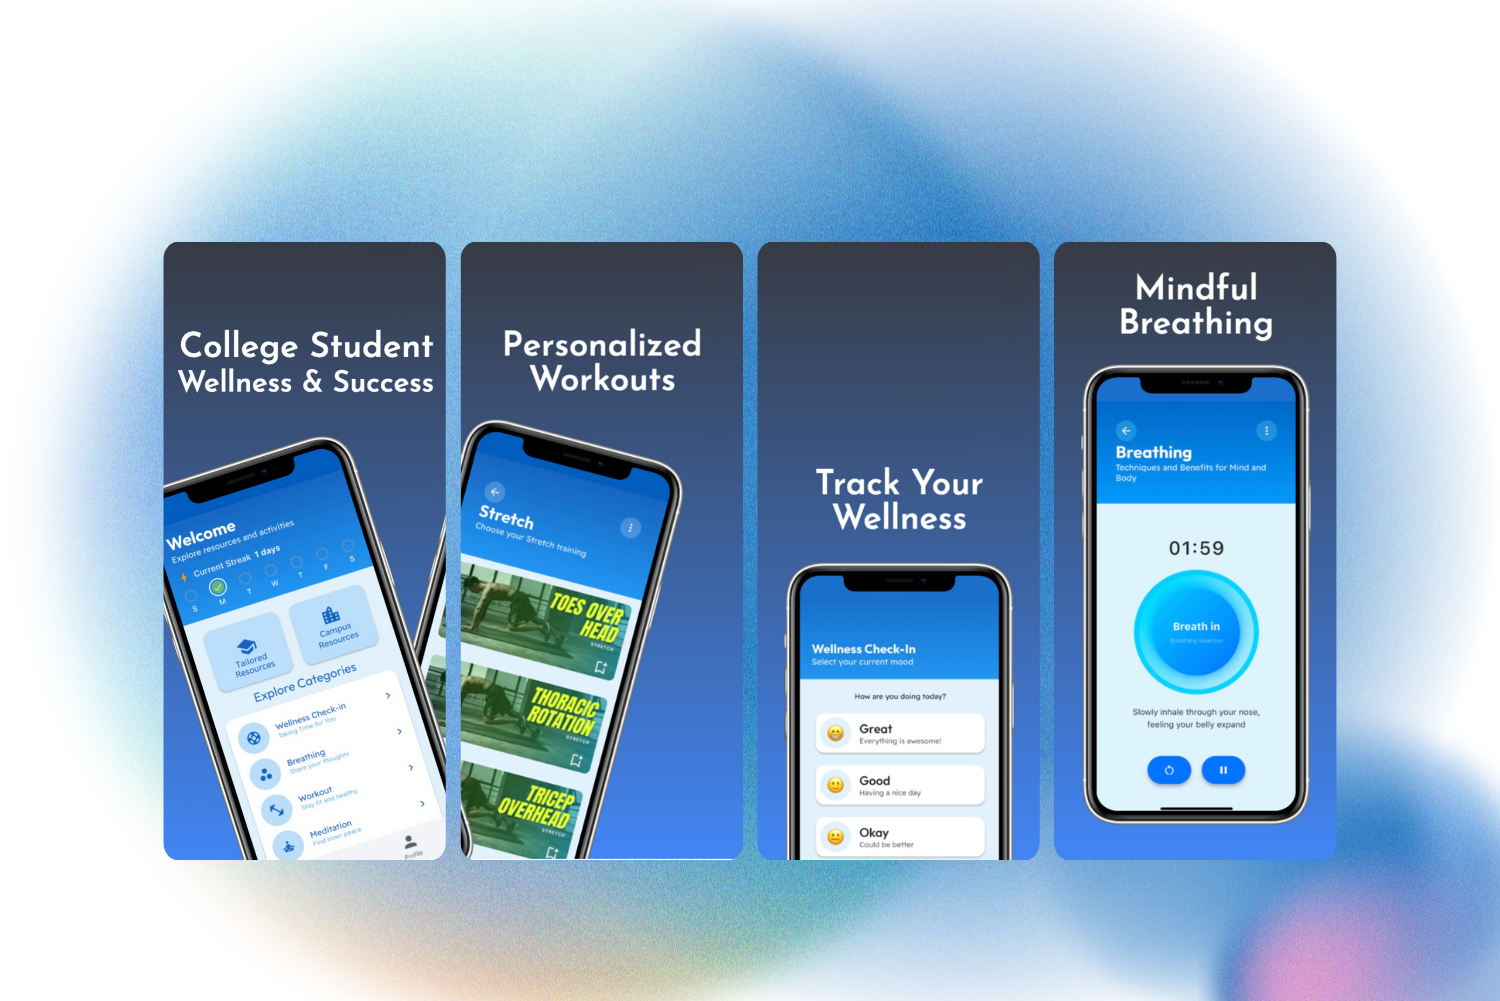 College Student
Wellness & Success
Welcome
Explore resources and activities
Current Streak 1 days
S
M
T
W
T
F
S
Tailored
Resources
Campus
Resources
Explore Categories
Wellness Check-in
Taking Time for You
Breathing
Share your thoughts
Workout
Stay fit and healthy
Meditation
Find inner peace
Profile
Personalized
Workouts
Stretch
Choose your Stretch training
TOES OVER
HEAD
STRETCH
THORACIC
ROTATION
STRETCH
TRICEP
OVERHEAD
STRETCH
Track Your
Wellness
Wellness Check-In
Select your current mood
How are you doing today?
Great
Everything is awesome!
Good
Having a nice day
Okay
Could be better
Mindful
Breathing
Breathing
Techniques and Benefits for Mind and
Body
01:59
Breath in
Breathing Exercise
Slowly inhale through your nose,
feeling your belly expand